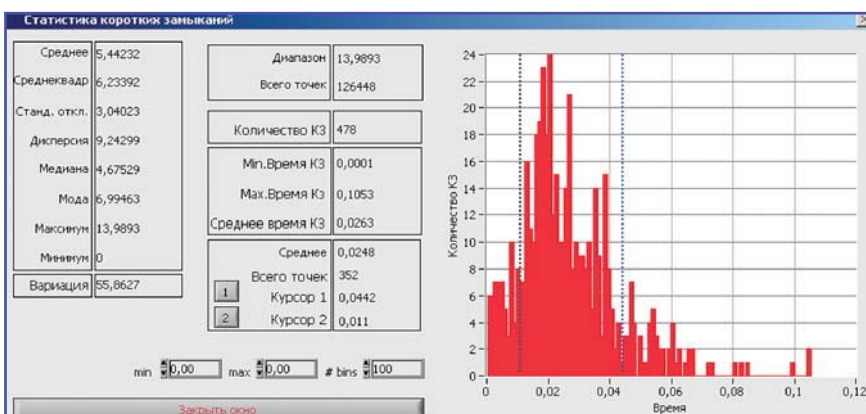 Статистика коротких замыканий
Среднее 5,44232
Среднеквадр 6,23392
Станд. откл. 3,04023
Дисперсия 9,24299
Медиана 4,67529
Мода 6,99463
Максимум 13,9893
Минимум 0
Вариация 55,8627
Диапазон 13,9893
Всего точек 126448
Количество КЗ 478
Min.Время КЗ 0,0001
Max.Время Кз 0,1053
Среднее время КЗ 0,0263
Среднее 0,0248
Всего точек 352
1 Курсор 1 0,0442
2 Курсор 2 0,011
min 0,00 max 0,00 # bins 100
Закрыть окно
Количество КЗ
24
22
20
18
16
14
12
10
8
6
4
2
0
0 0,02 0,04 0,06 0,08 0,1 0,12
Время